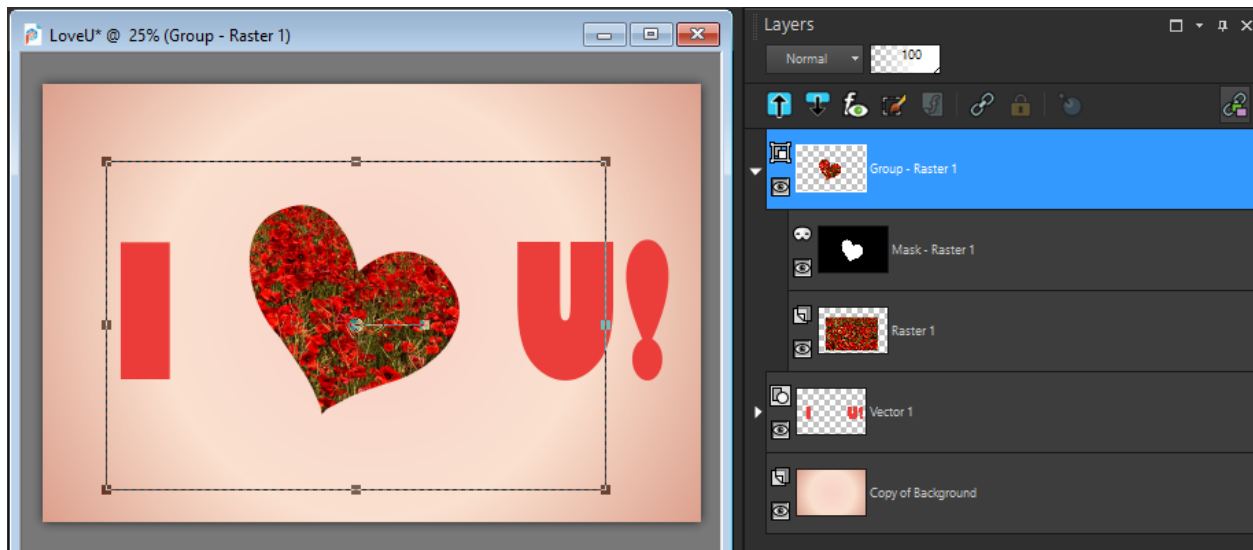 LoveU* @ 25% (Group - Raster 1)
I U!
Layers
Normal 100
Group - Raster 1
Mask - Raster 1
Raster 1
I U!
Vector 1
Copy of Background